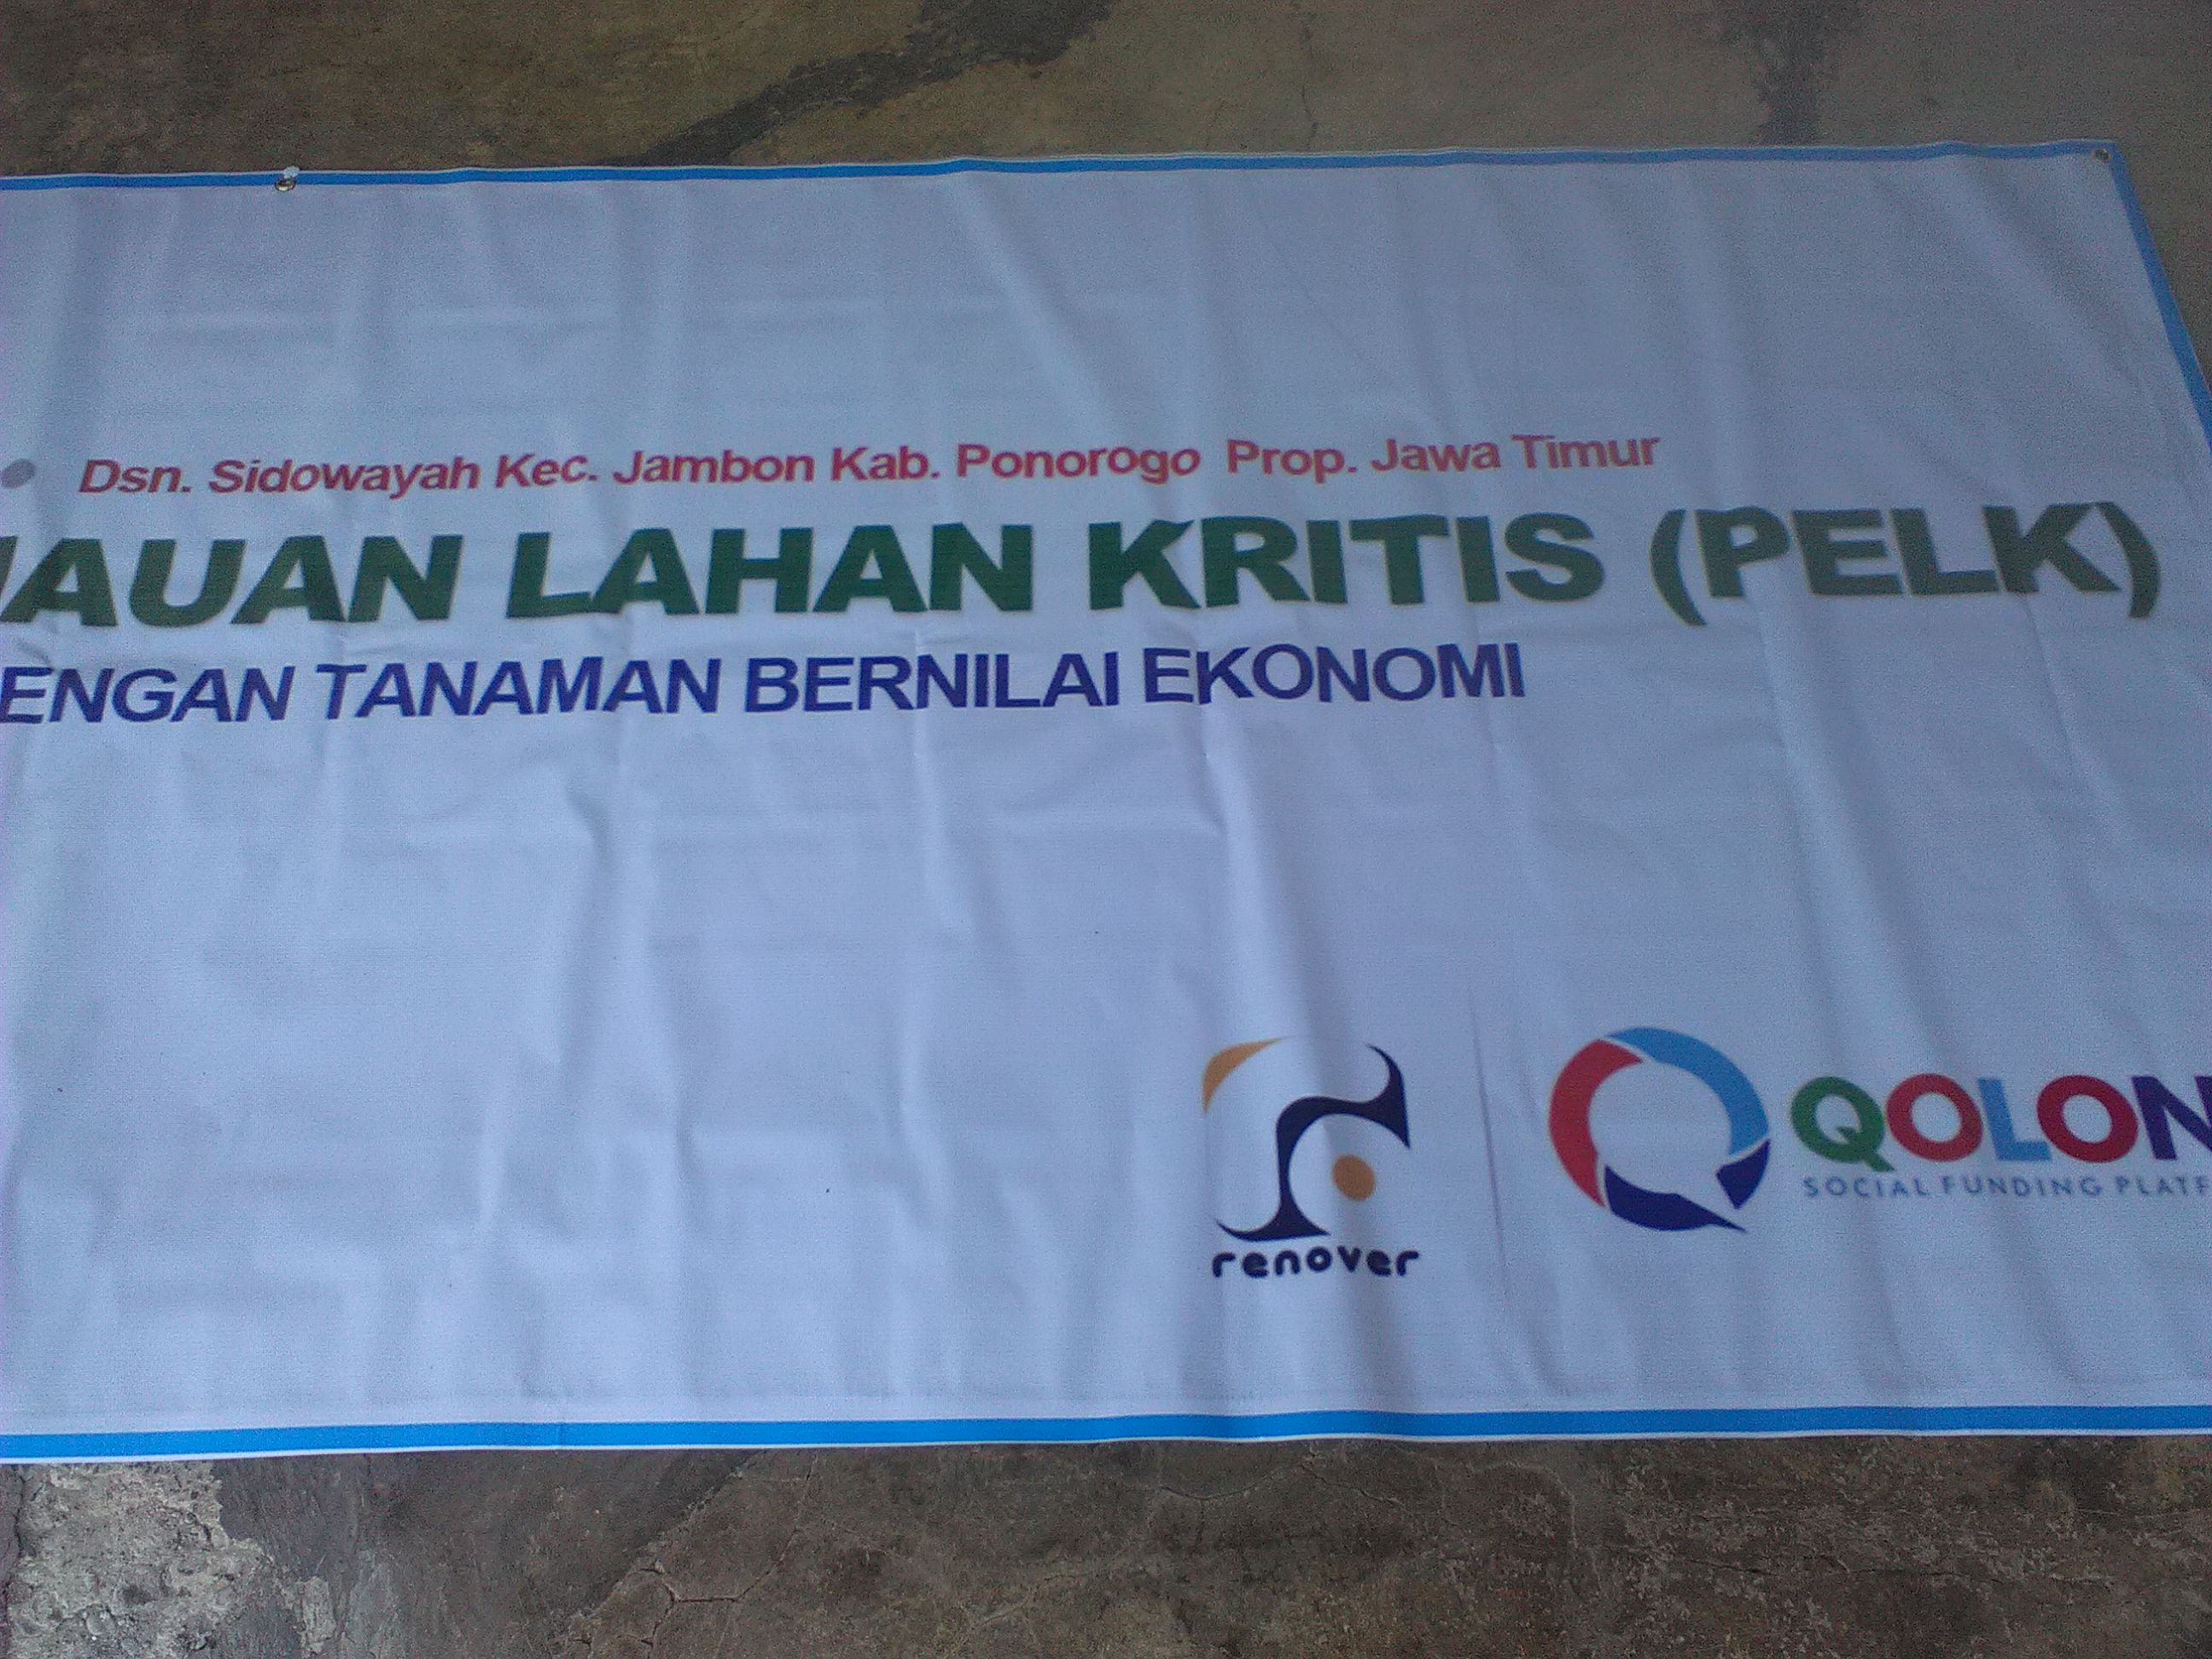 Dsn. Sidowayah Kec. Jambon Kab. Ponorogo Prop. Jawa Timur
JAUAN LAHAN KRITIS (PELK)
ENGAN TANAMAN BERNILAI EKONOMI
renover
QOLON
SOCIAL FUNDING PLATF